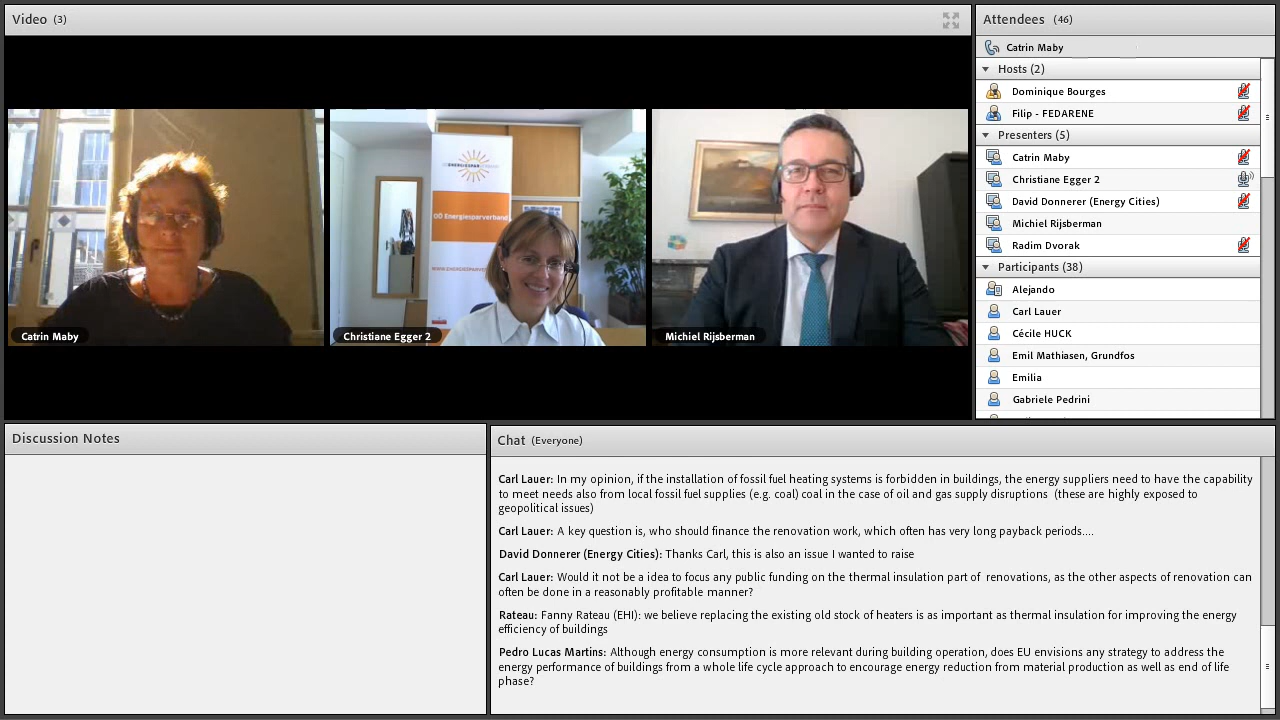 Video (3)
Catrin Maby
Christiane Egger 2
Michiel Rijsberman
ENERGIESPAR
OÖ Energiesparverband
WWW.ENERGIESPARVE
Attendees (46)
Catrin Maby
Hosts (2)
Dominique Bourges
Filip - FEDARENE
Presenters (5)
Catrin Maby
Christiane Egger 2
David Donnerer (Energy Cities)
Michiel Rijsberman
Radim Dvorak
Participants (38)
Alejando
Carl Lauer
Cécile HUCK
Emil Mathiasen, Grundfos
Emilia
Gabriele Pedrini
Discussion Notes
Chat (Everyone)
Carl Lauer: In my opinion, if the installation of fossil fuel heating systems is forbidden in buildings, the energy suppliers need to have the capability
to meet needs also from local fossil fuel supplies (e.g. coal) coal in the case of oil and gas supply disruptions (these are highly exposed to
geopolitical issues)
Carl Lauer: A key question is, who should finance the renovation work, which often has very long payback periods....
David Donnerer (Energy Cities): Thanks Carl, this is also an issue I wanted to raise
Carl Lauer: Would it not be a idea to focus any public funding on the thermal insulation part of renovations, as the other aspects of renovation can
often be done in a reasonably profitable manner?
Rateau: Fanny Rateau (EHI): we believe replacing the existing old stock of heaters is as important as thermal insulation for improving the energy
efficiency of buildings
Pedro Lucas Martins: Although energy consumption is more relevant during building operation, does EU envisions any strategy to address the
energy performance of buildings from a whole life cycle approach to encourage energy reduction from material production as well as end of life
phase?